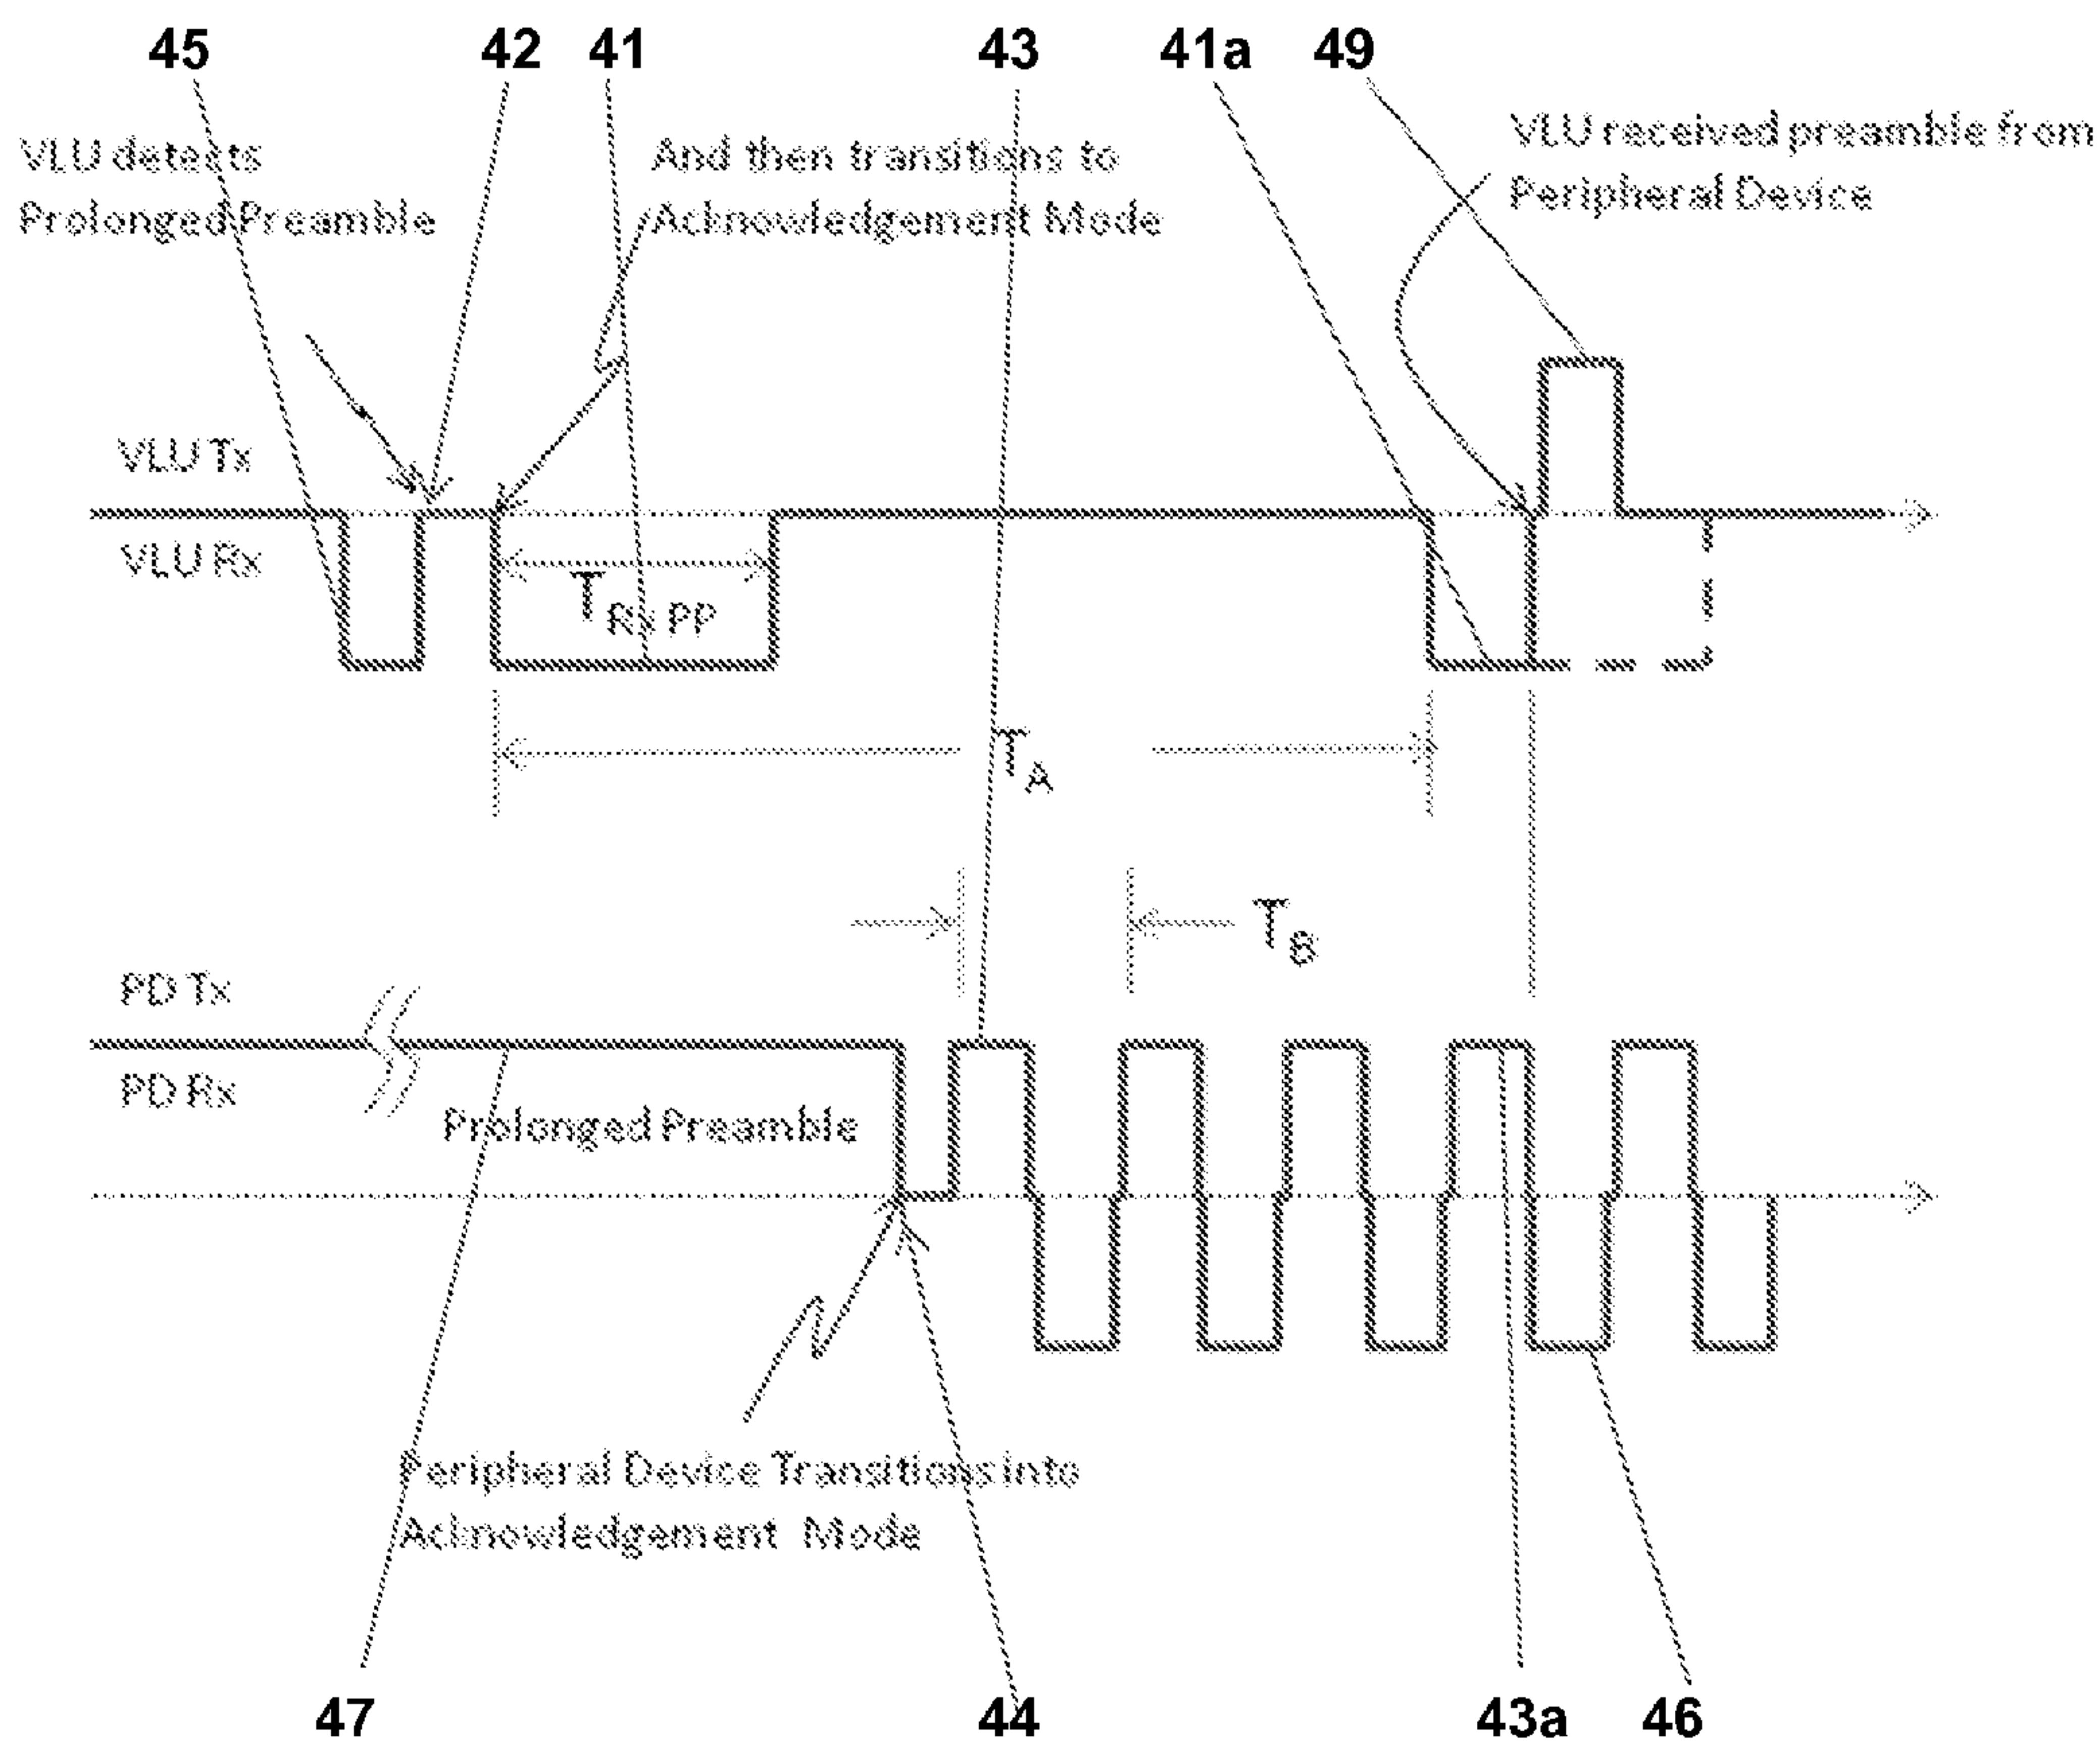 45 42 41 43 41a 49
VLU detects
Prolonged Preamble
And then transitions to
Acknowledgement Mode
VLU received preamble from
Peripheral Device
VLU Tx
VLU Rx
T Rx PP
T A
T B
PD Tx
PD Rx
Prolonged Preamble
Peripheral Device Transitions into
Acknowledgement Mode
47 44 43a 46